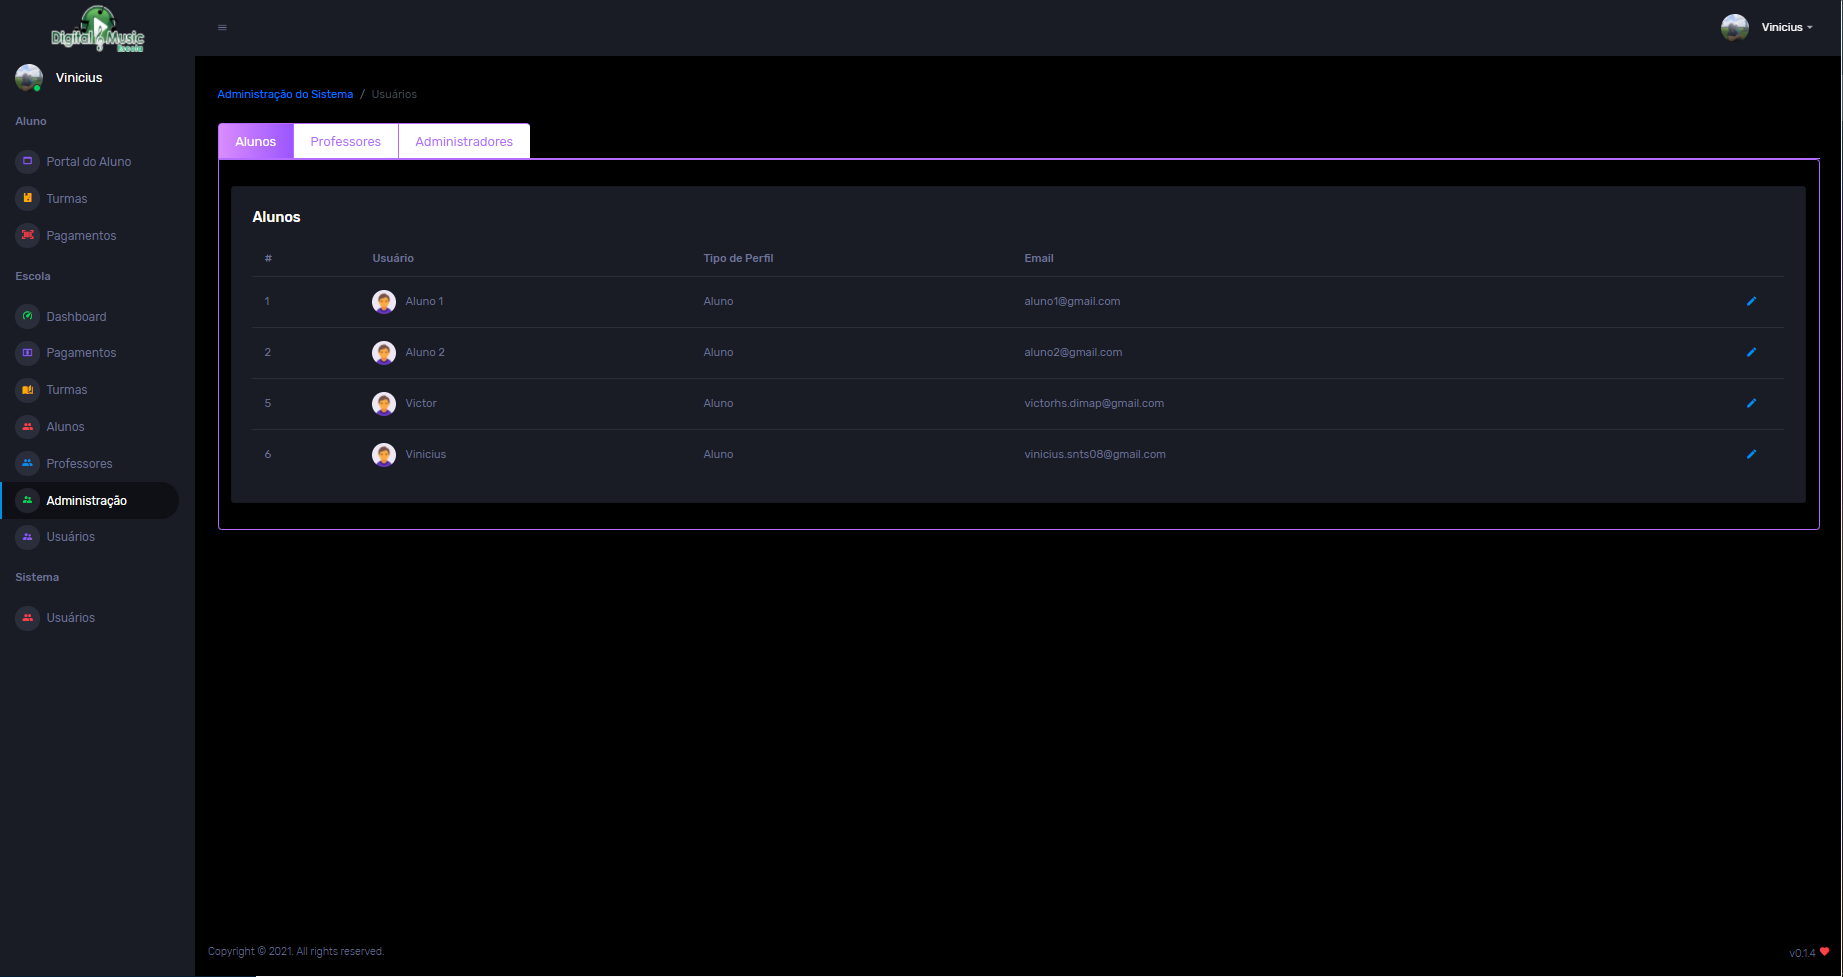 Digital Music
Escola
Vinicius
Vinicius
Aluno
Portal do Aluno
Turmas
Pagamentos
Escola
Dashboard
Pagamentos
Turmas
Alunos
Professores
Administração
Usuários
Sistema
Usuários
Administração do Sistema / Usuários
Alunos Professores Administradores
Alunos
# Usuário Tipo de Perfil Email
1 Aluno 1 Aluno aluno1@gmail.com
2 Aluno 2 Aluno aluno2@gmail.com
5 Victor Aluno victorhs.dimap@gmail.com
6 Vinicius Aluno vinicius.snts08@gmail.com
Copyright © 2021. All rights reserved.
v0.1.4